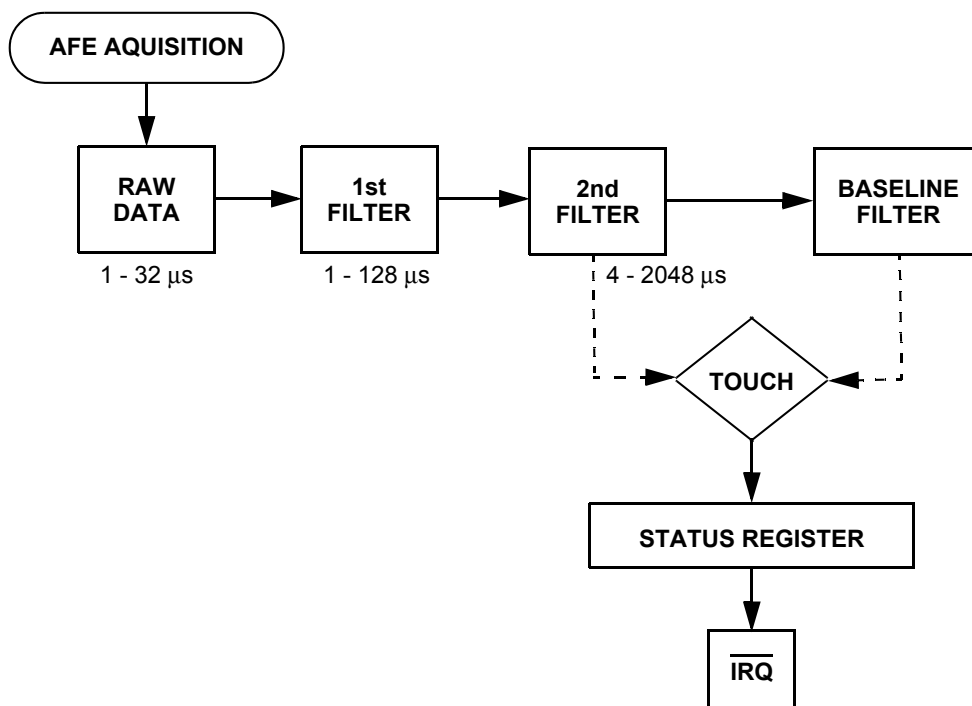 AFE AQUISITION
RAW
DATA
1st
FILTER
2nd
FILTER
BASELINE
FILTER
1 - 32 μs
1 - 128 μs
4 - 2048 μs
TOUCH
STATUS REGISTER
I̅R̅Q̅